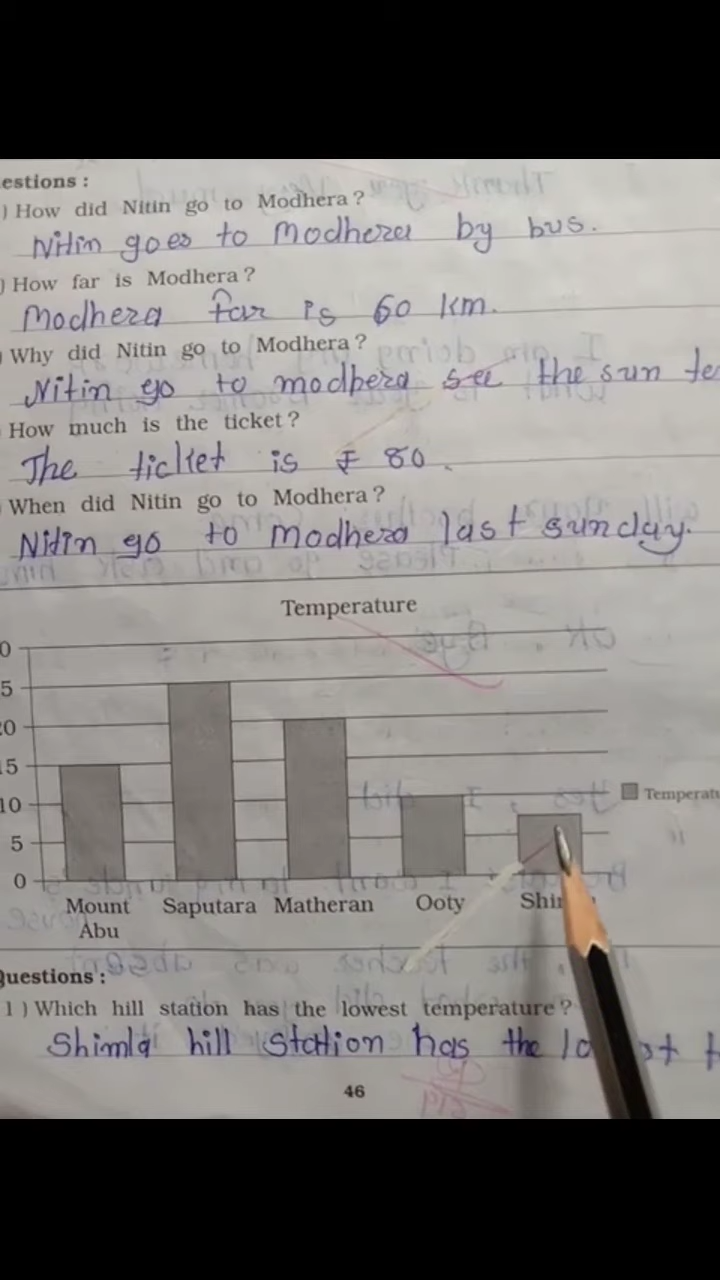 estions :
) How did Nitin go to Modhera ?
Nitin goes to modhera by bus.
) How far is Modhera ?
modhera far is 60 km.
Why did Nitin go to Modhera ?
Nitin go to modhera see the sun te
How much is the ticket ?
The ticket is ₹ 80.
When did Nitin go to Modhera ?
Nitin go to modhera last sunday.
Temperature
0
5
20
15
10
5
0
Temperatu
Mount Abu
Saputara
Matheran
Ooty
Questions :
1 ) Which hill station has the lowest temperature ?
Shimla hill station has the
46